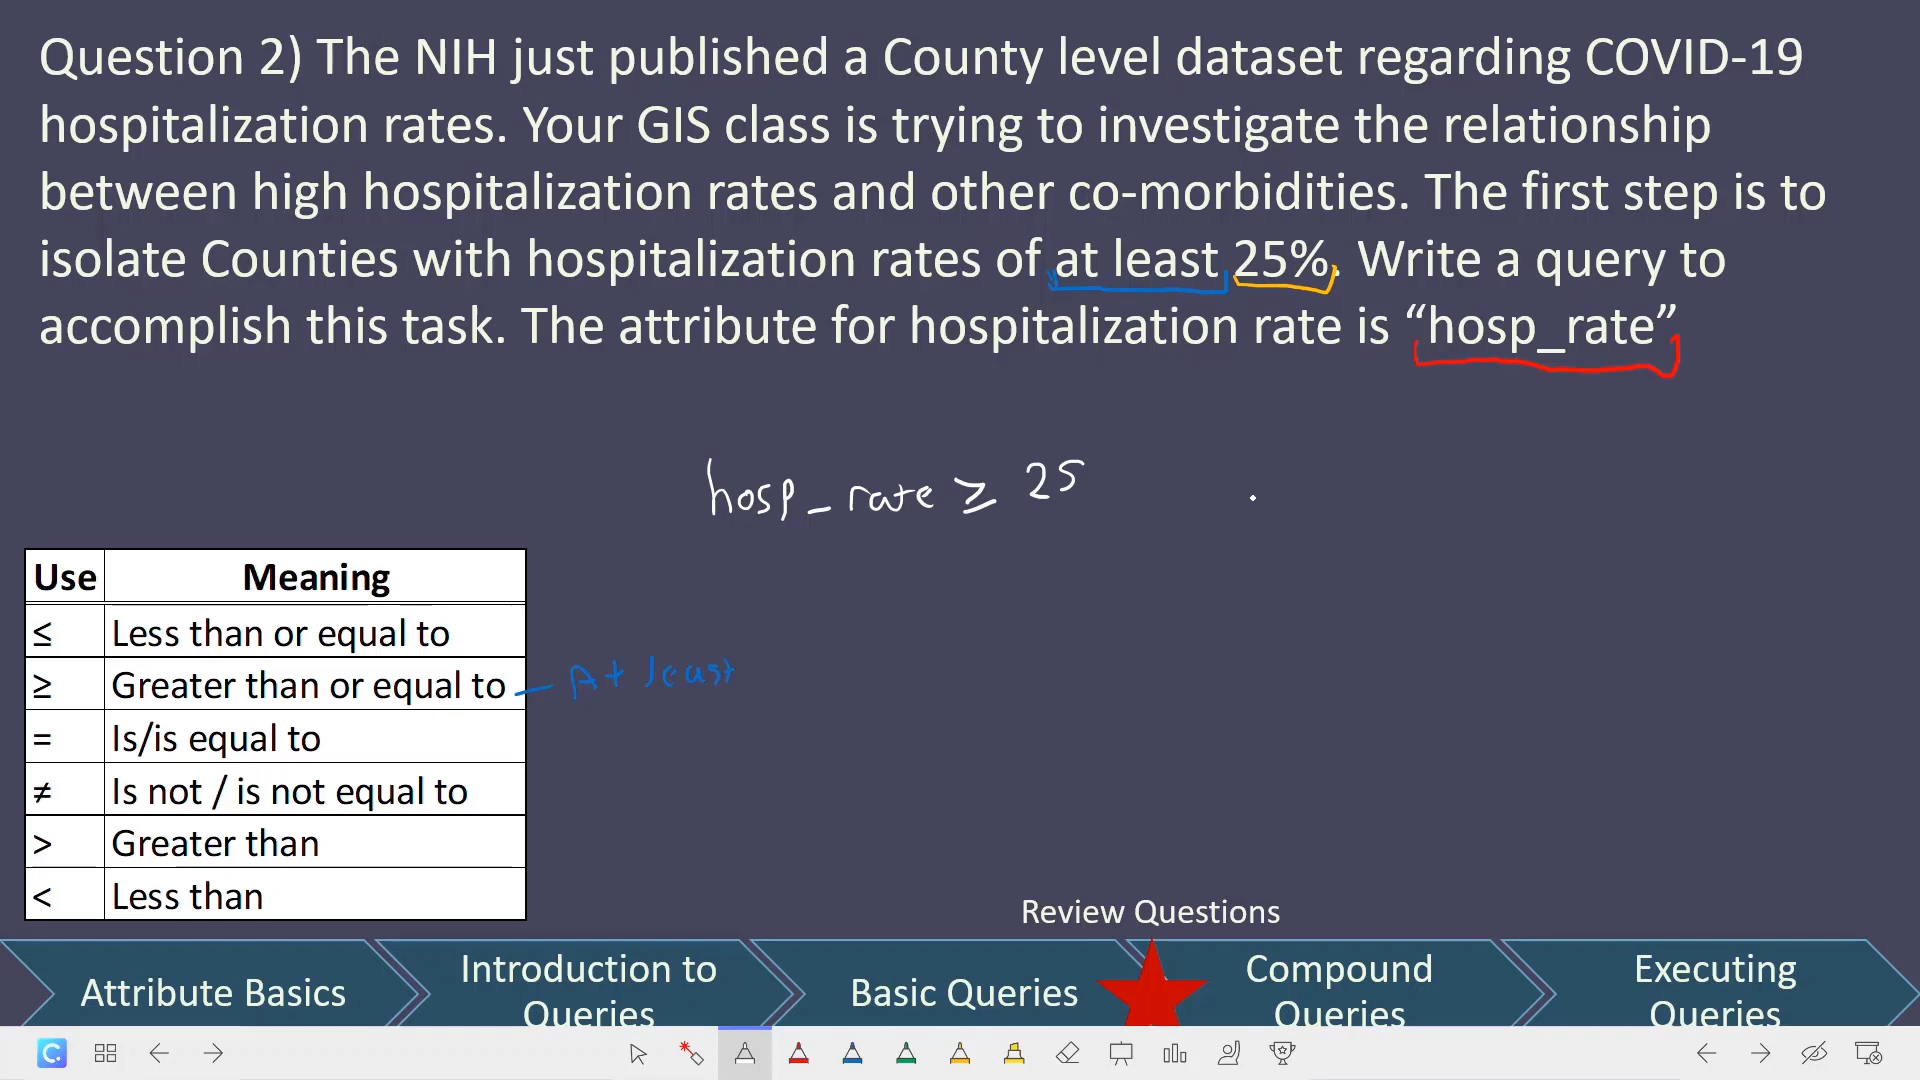 Question 2) The NIH just published a County level dataset regarding COVID-19
hospitalization rates. Your GIS class is trying to investigate the relationship
between high hospitalization rates and other co-morbidities. The first step is to
isolate Counties with hospitalization rates of at least 25%. Write a query to
accomplish this task. The attribute for hospitalization rate is “hosp_rate”
hosp_rate ≥ 25
Use Meaning
≤ Less than or equal to
≥ Greater than or equal to – At least
= Is/is equal to
≠ Is not / is not equal to
> Greater than
< Less than
Review Questions
Attribute Basics
Introduction to
Queries
Basic Queries
Compound
Queries
Executing
Queries